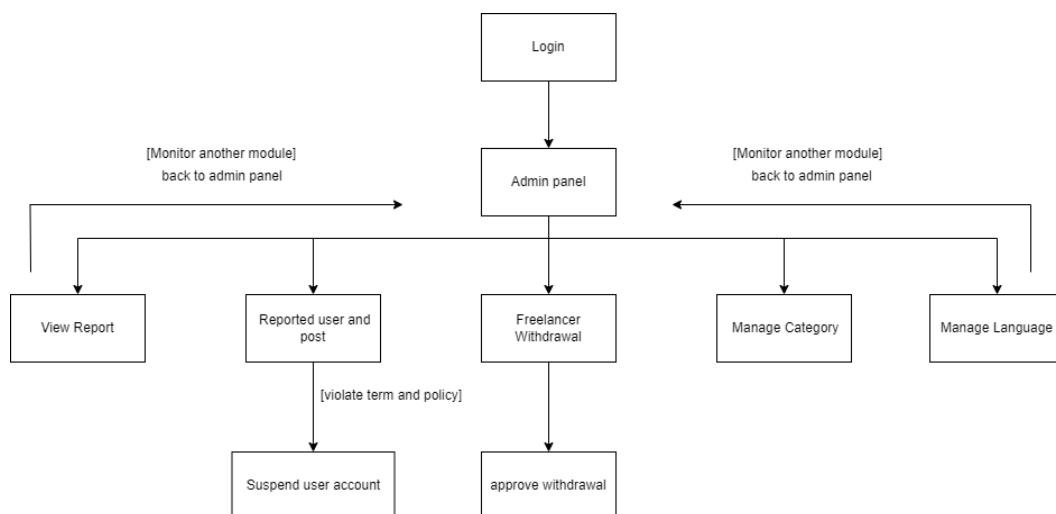 Login
[Monitor another module]
back to admin panel
Admin panel
[Monitor another module]
back to admin panel
View Report
Reported user and
post
Freelancer
Withdrawal
Manage Category
Manage Language
[violate term and policy]
Suspend user account
approve withdrawal